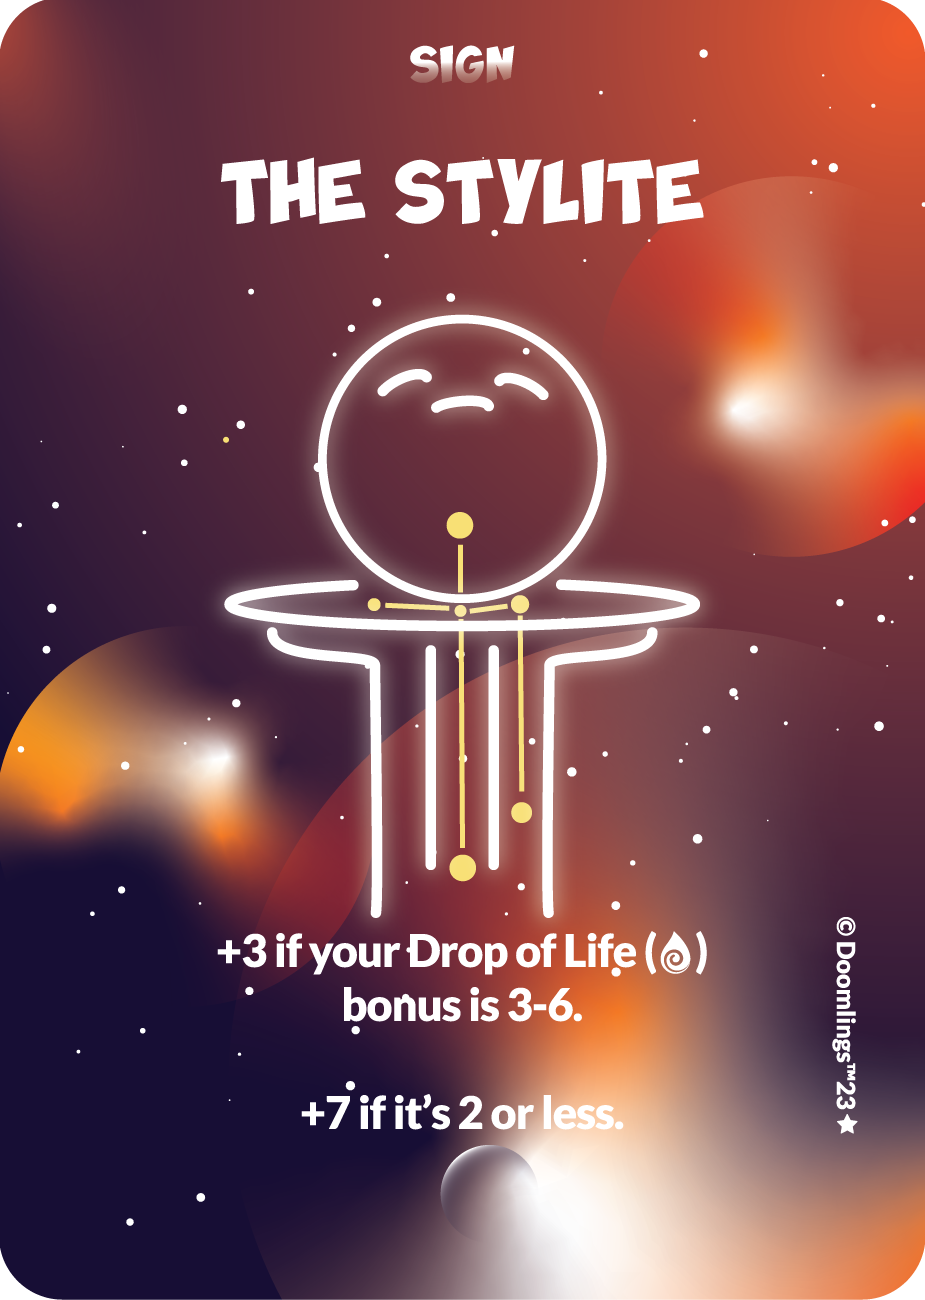 SIGN
THE STYLITE
+3 if your Drop of Life ( )
bonus is 3-6.
+7 if it's 2 or less.
© Doomlings™23 ★